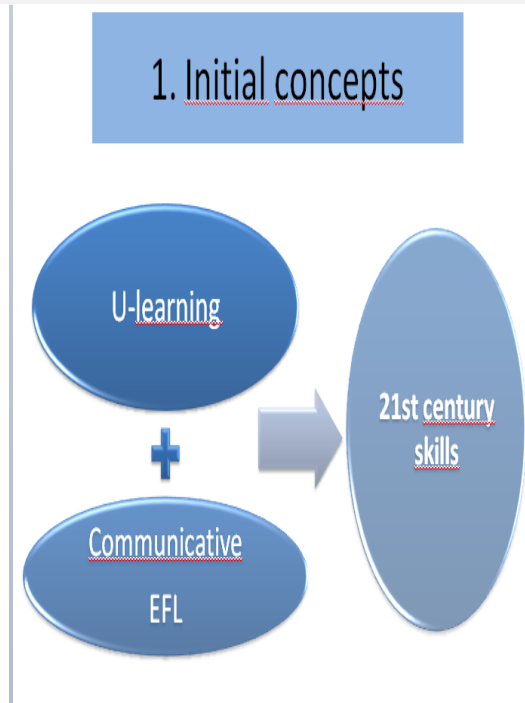 1. Initial concepts
U-learning
+
Communicative
EFL
21st century
skills